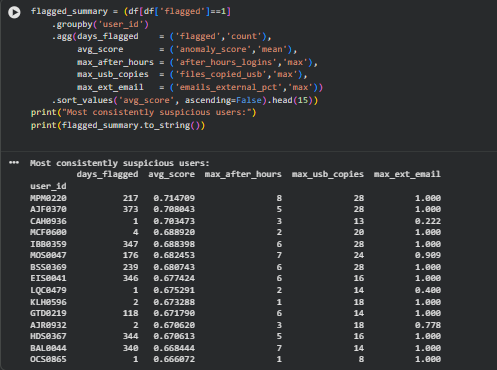 flagged_summary = (df[df['flagged']==1]
    .groupby('user_id')
    .agg(days_flagged    = ('flagged','count'),
         avg_score       = ('anomaly_score','mean'),
         max_after_hours = ('after_hours_logins','max'),
         max_usb_copies  = ('files_copied_usb','max'),
         max_ext_email   = ('emails_external_pct','max'))
    .sort_values('avg_score', ascending=False).head(15))
print("Most consistently suspicious users:")
print(flagged_summary.to_string())
Most consistently suspicious users:
         days_flagged  avg_score  max_after_hours  max_usb_copies  max_ext_email
user_id
MPM0220           217   0.714709                8              28          1.000
AJF0370           373   0.708043                5              28          1.000
CAH0936             1   0.703473                3              13          0.222
MCF0600             4   0.688920                2              20          1.000
IBB0359           347   0.688398                6              28          1.000
MOS0047           176   0.682453                7              24          0.909
BSS0369           239   0.680743                6              28          1.000
EIS0041           346   0.677424                6              16          1.000
LQC0479             1   0.675291                2              14          0.400
KLH0596             2   0.673288                1              18          1.000
GTD0219           118   0.671790                6              14          1.000
AJR0932             2   0.670620                3              18          0.778
HDS0367           344   0.670613                5              16          1.000
BAL0044           340   0.668444                7              14          1.000
OCS0865             1   0.666072                1               8          1.000